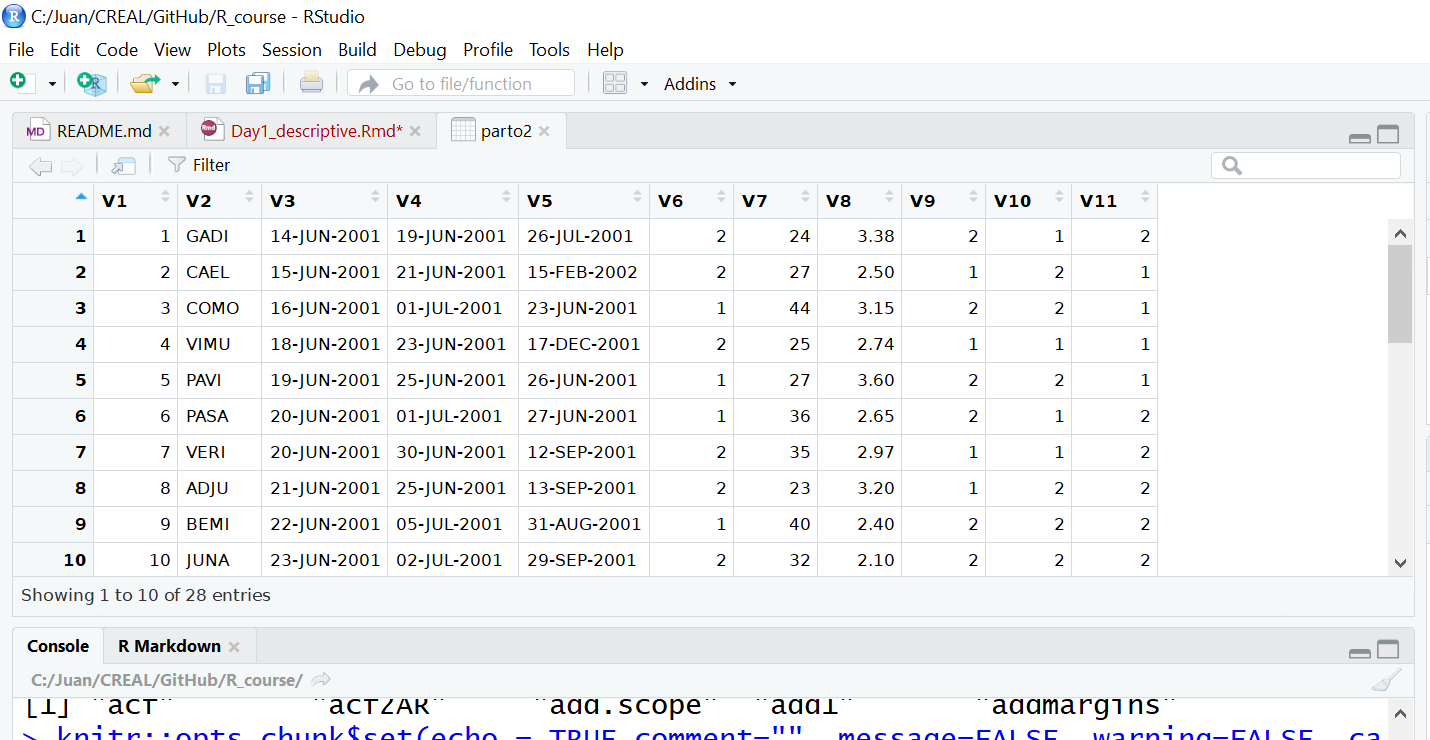 C:/Juan/CREAL/GitHub/R_course - RStudio
File Edit Code View Plots Session Build Debug Profile Tools Help
Go to file/function Addins
README.md Day1_descriptive.Rmd* parto2
Filter
V1 V2 V3 V4 V5 V6 V7 V8 V9 V10 V11
1 1 GADI 14-JUN-2001 19-JUN-2001 26-JUL-2001 2 24 3.38 2 1 2
2 2 CAEL 15-JUN-2001 21-JUN-2001 15-FEB-2002 2 27 2.50 1 2 1
3 3 COMO 16-JUN-2001 01-JUL-2001 23-JUN-2001 1 44 3.15 2 2 1
4 4 VIMU 18-JUN-2001 23-JUN-2001 17-DEC-2001 2 25 2.74 1 1 1
5 5 PAVI 19-JUN-2001 25-JUN-2001 26-JUN-2001 1 27 3.60 2 2 1
6 6 PASA 20-JUN-2001 01-JUL-2001 27-JUN-2001 1 36 2.65 2 1 2
7 7 VERI 20-JUN-2001 30-JUN-2001 12-SEP-2001 2 35 2.97 1 1 2
8 8 ADJU 21-JUN-2001 25-JUN-2001 13-SEP-2001 2 23 3.20 1 2 2
9 9 BEMI 22-JUN-2001 05-JUL-2001 31-AUG-2001 1 40 2.40 2 2 2
10 10 JUNA 23-JUN-2001 02-JUL-2001 29-SEP-2001 2 32 2.10 2 2 2
Showing 1 to 10 of 28 entries
Console R Markdown
C:/Juan/CREAL/GitHub/R_course/
[1] "acf" "acf2AR" "add.scope" "add1" "addmargins"
> knitr::opts_chunk$set(echo = TRUE, comment="", message=FALSE, warning=FALSE, ca